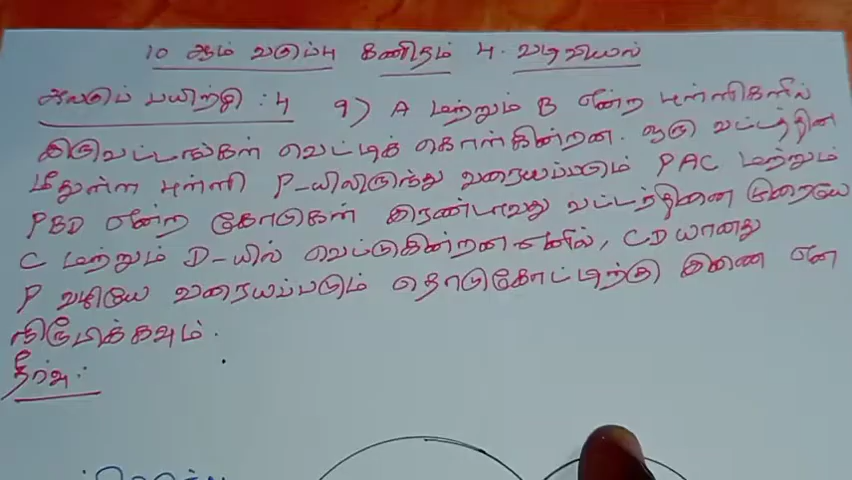 10 ஆம் வகுப்பு கணிதம் 4. வடிவியல்
அலகுப் பயிற்சி : 4 9) A மற்றும் B என்ற புள்ளிகளில்
இருவட்டங்கள் வெட்டிக் கொள்கின்றன. ஒரு வட்டத்தின்
மீதுள்ள புள்ளி P-யிலிருந்து வரையப்படும் PAC மற்றும்
PBD என்ற கோடுகள் இரண்டாவது வட்டத்தினை முறையே
C மற்றும் D-யில் வெட்டுகின்றன எனில், CD யானது
P வழியே வரையப்படும் தொடுகோட்டிற்கு இணை என
நிரூபிக்கவும்.
தீர்வு :